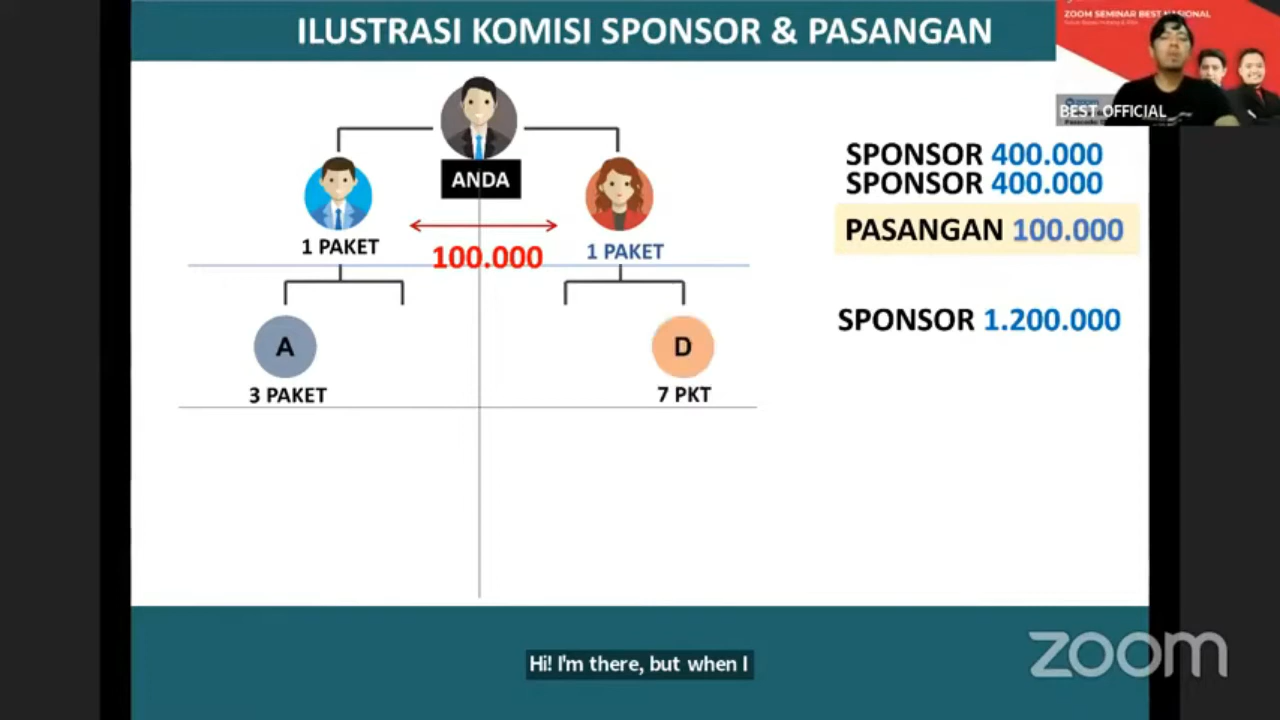 ILUSTRASI KOMISI SPONSOR & PASANGAN
ZOOM SEMINAR BEST NASIONAL
BEST OFFICIAL
ANDA
1 PAKET
100.000
1 PAKET
A
3 PAKET
D
7 PKT
SPONSOR 400.000
SPONSOR 400.000
PASANGAN 100.000
SPONSOR 1.200.000
Hi! I'm there, but when I
zoom